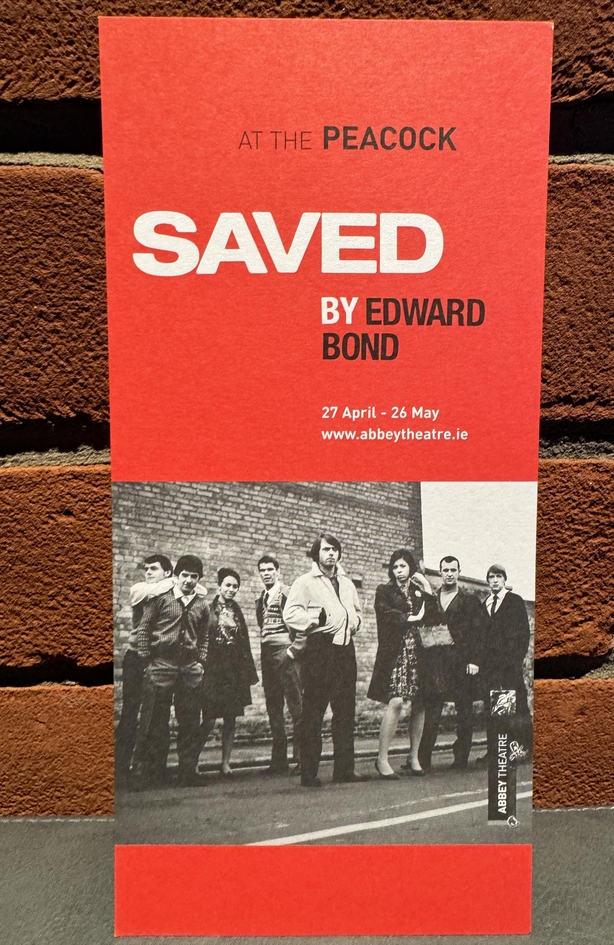 AT THE PEACOCK
SAVED
BY EDWARD
BOND
27 April - 26 May
www.abbeytheatre.ie
ABBEY THEATRE